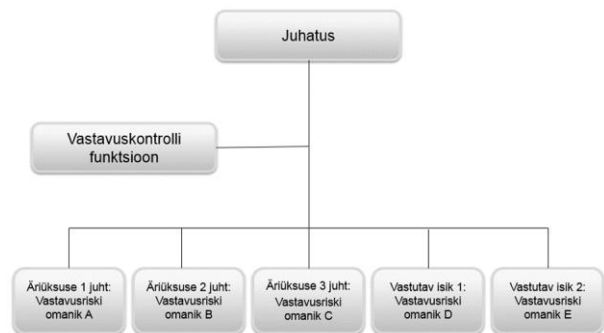 Juhatus
Vastavuskontrolli
funktsioon
Äriüksuse 1 juht:
Vastavusriski
omanik A
Äriüksuse 2 juht:
Vastavusriski
omanik B
Äriüksuse 3 juht:
Vastavusriski
omanik C
Vastutav isik 1:
Vastavusriski
omanik D
Vastutav isik 2:
Vastavusriski
omanik E